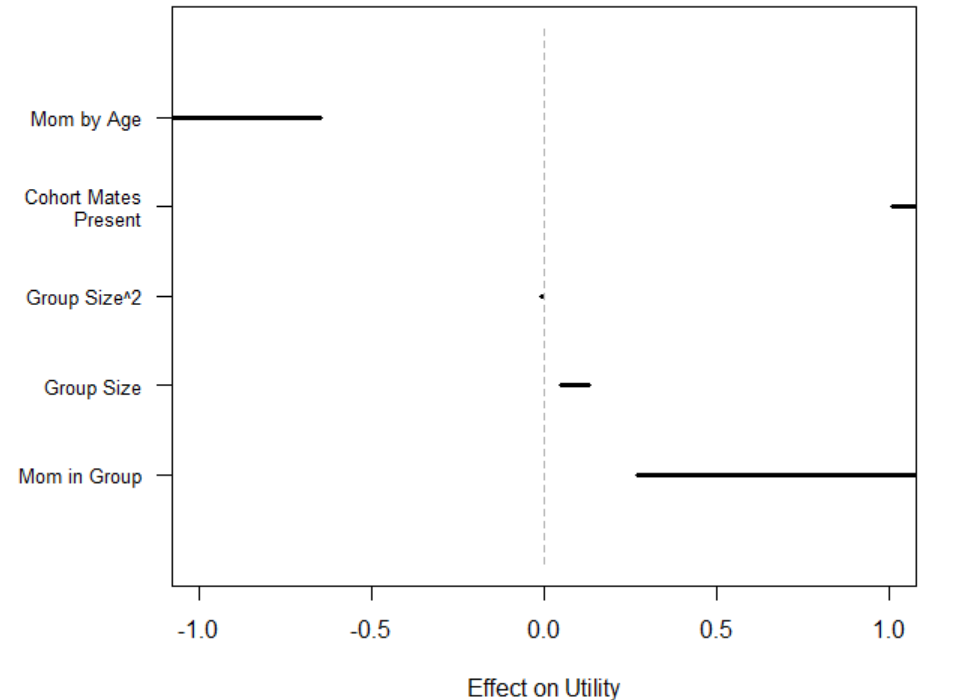 Mom by Age
Cohort Mates
Present
Group Size^2
Group Size
Mom in Group
-1.0 -0.5 0.0 0.5 1.0
Effect on Utility